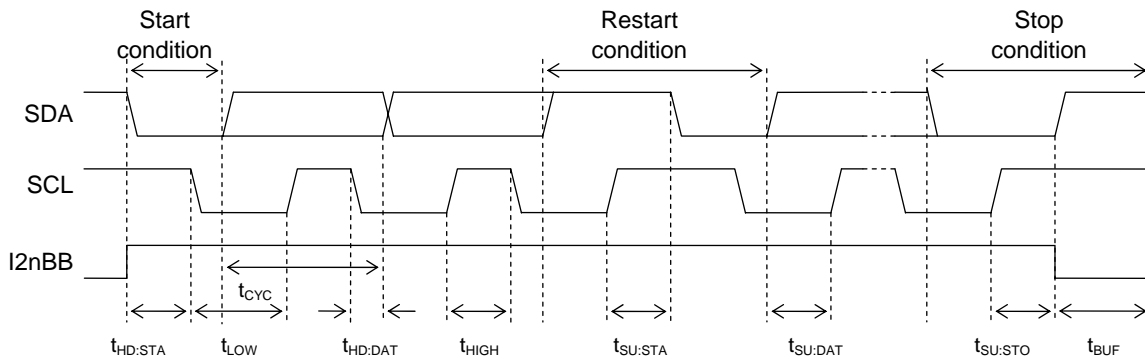 Start
condition
Restart
condition
Stop
condition
SDA
SCL
I2nBB
tCYC
tHD:STA
tLOW
tHD:DAT
tHIGH
tSU:STA
tSU:DAT
tSU:STO
tBUF